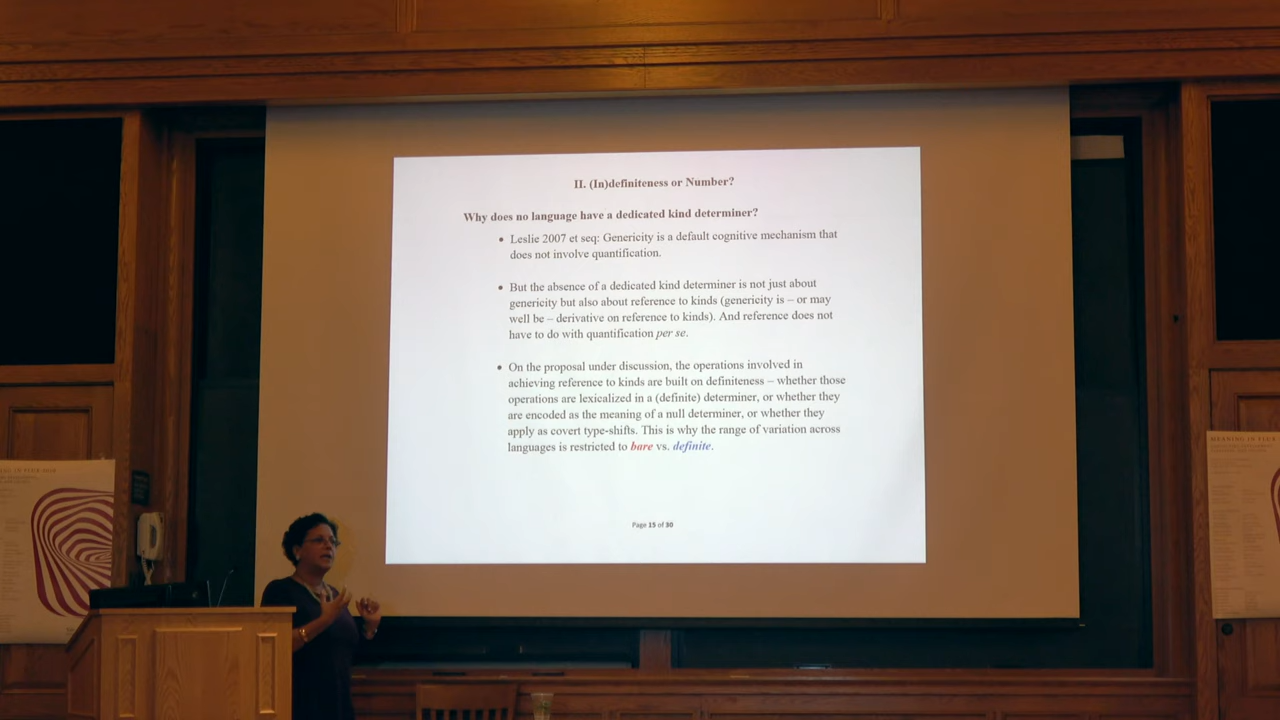 II. (In)definiteness or Number?
Why does no language have a dedicated kind determiner?
• Leslie 2007 et seq: Genericity is a default cognitive mechanism that
does not involve quantification.
• But the absence of a dedicated kind determiner is not just about
genericity but also about reference to kinds (genericity is – or may
well be – derivative on reference to kinds). And reference does not
have to do with quantification per se.
• On the proposal under discussion, the operations involved in
achieving reference to kinds are built on definiteness – whether those
operations are lexicalized in a (definite) determiner, or whether they
are encoded as the meaning of a null determiner, or whether they
apply as covert type-shifts. This is why the range of variation across
languages is restricted to bare vs. definite.
Page 15 of 30
MEANING IN FLUX